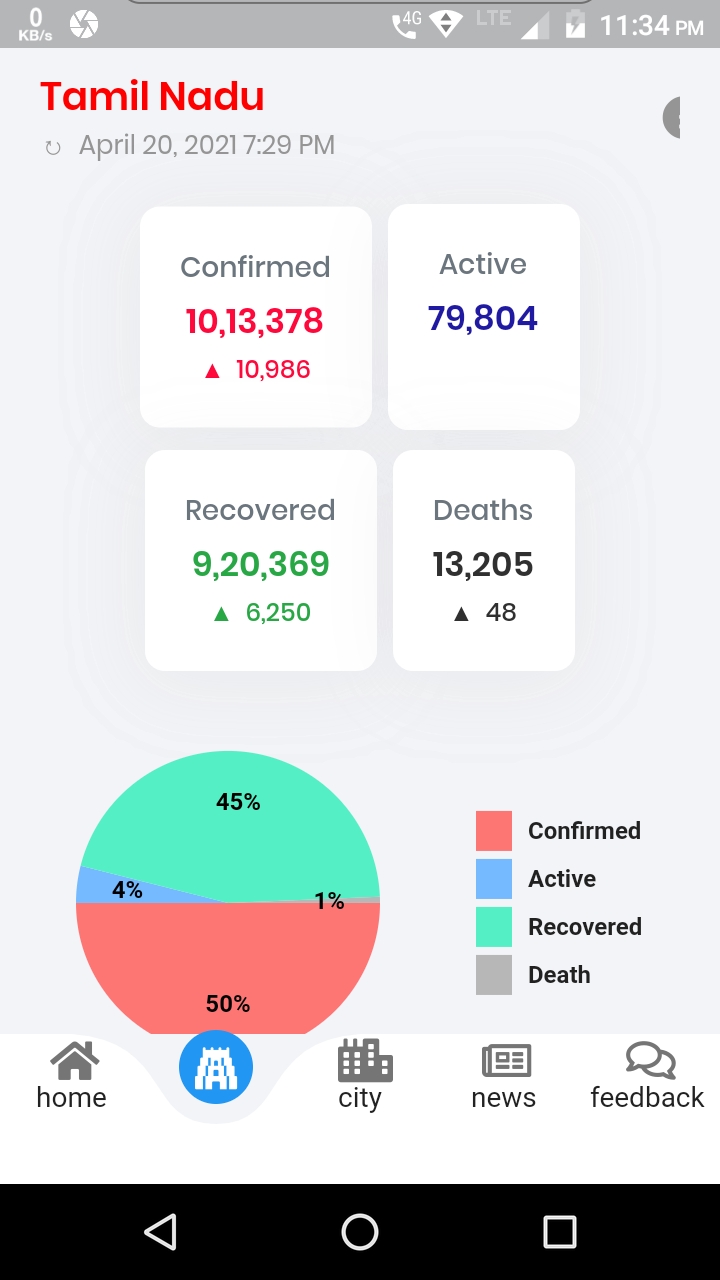 0
KB/s
4G
LTE
11:34 PM
Tamil Nadu
↻ April 20, 2021 7:29 PM
Confirmed
10,13,378
▲ 10,986
Active
79,804
Recovered
9,20,369
▲ 6,250
Deaths
13,205
▲ 48
45%
4%
1%
50%
Confirmed
Active
Recovered
Death
home
city
news
feedback